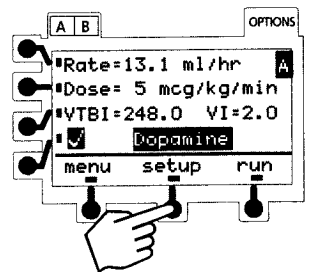 A B
OPTIONS
Rate=13.1 ml/hr A
Dose= 5 mcg/kg/min
VTBI=248.0 VI=2.0
Dopamine
menu setup run